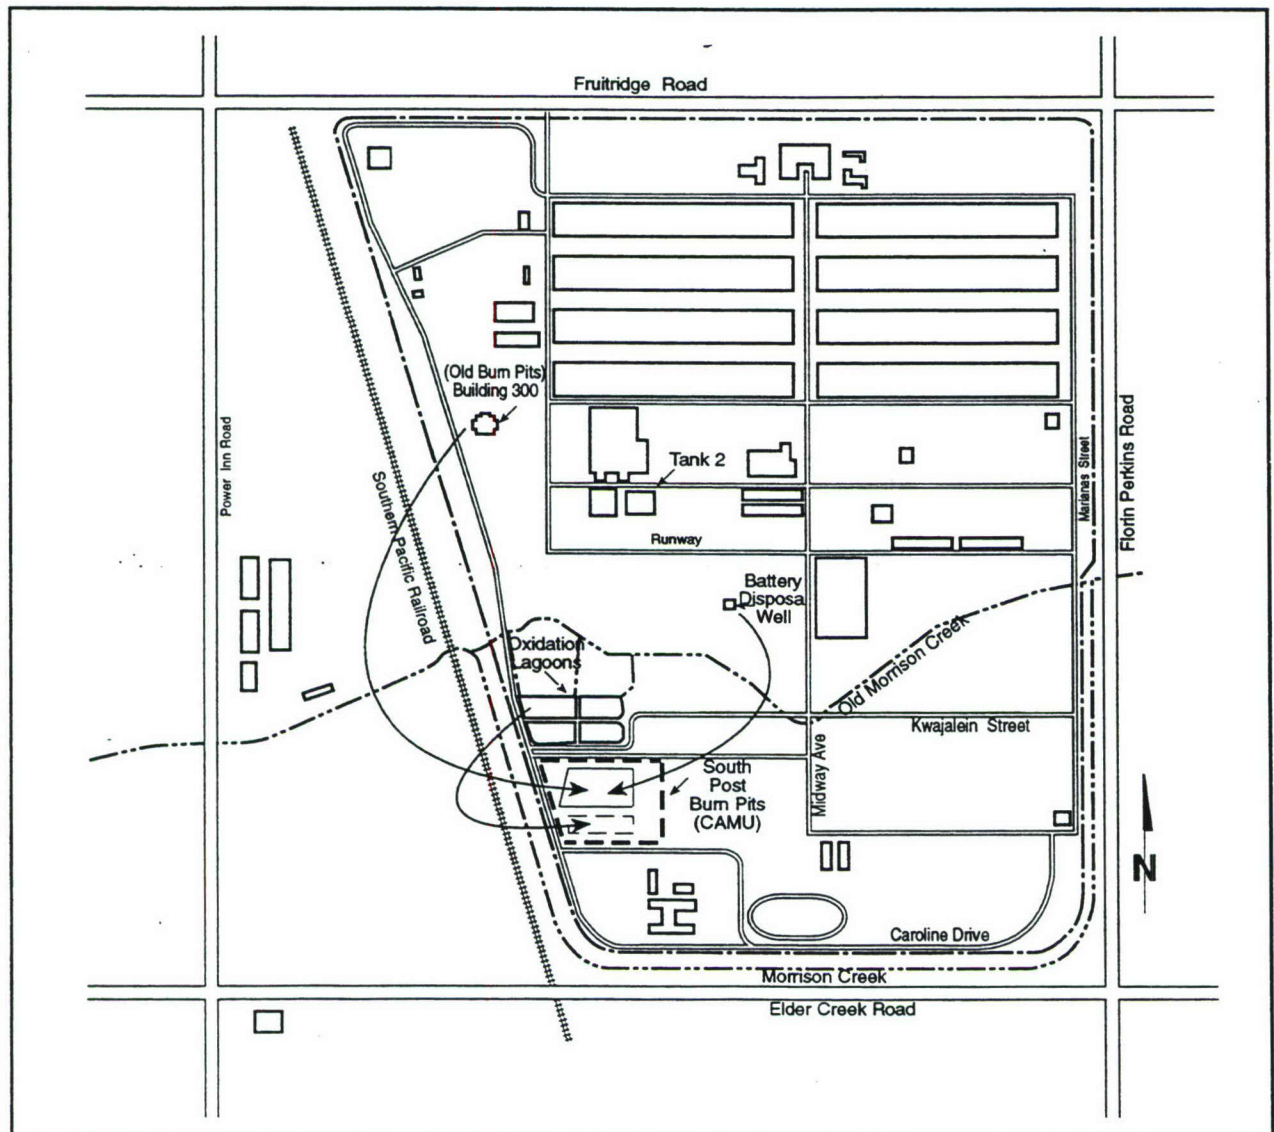 Fruitridge Road
(Old Burn Pits)
Building 300
Power Inn Road
Southern Pacific Railroad
Tank 2
Marianas Street
Florin Perkins Road
Runway
Battery
Disposal
Well
Oxidation
Lagoons
Old Morrison Creek
Kwajalein Street
Midway Ave
South
Post
Burn Pits
(CAMU)
N
Caroline Drive
Morrison Creek
Elder Creek Road